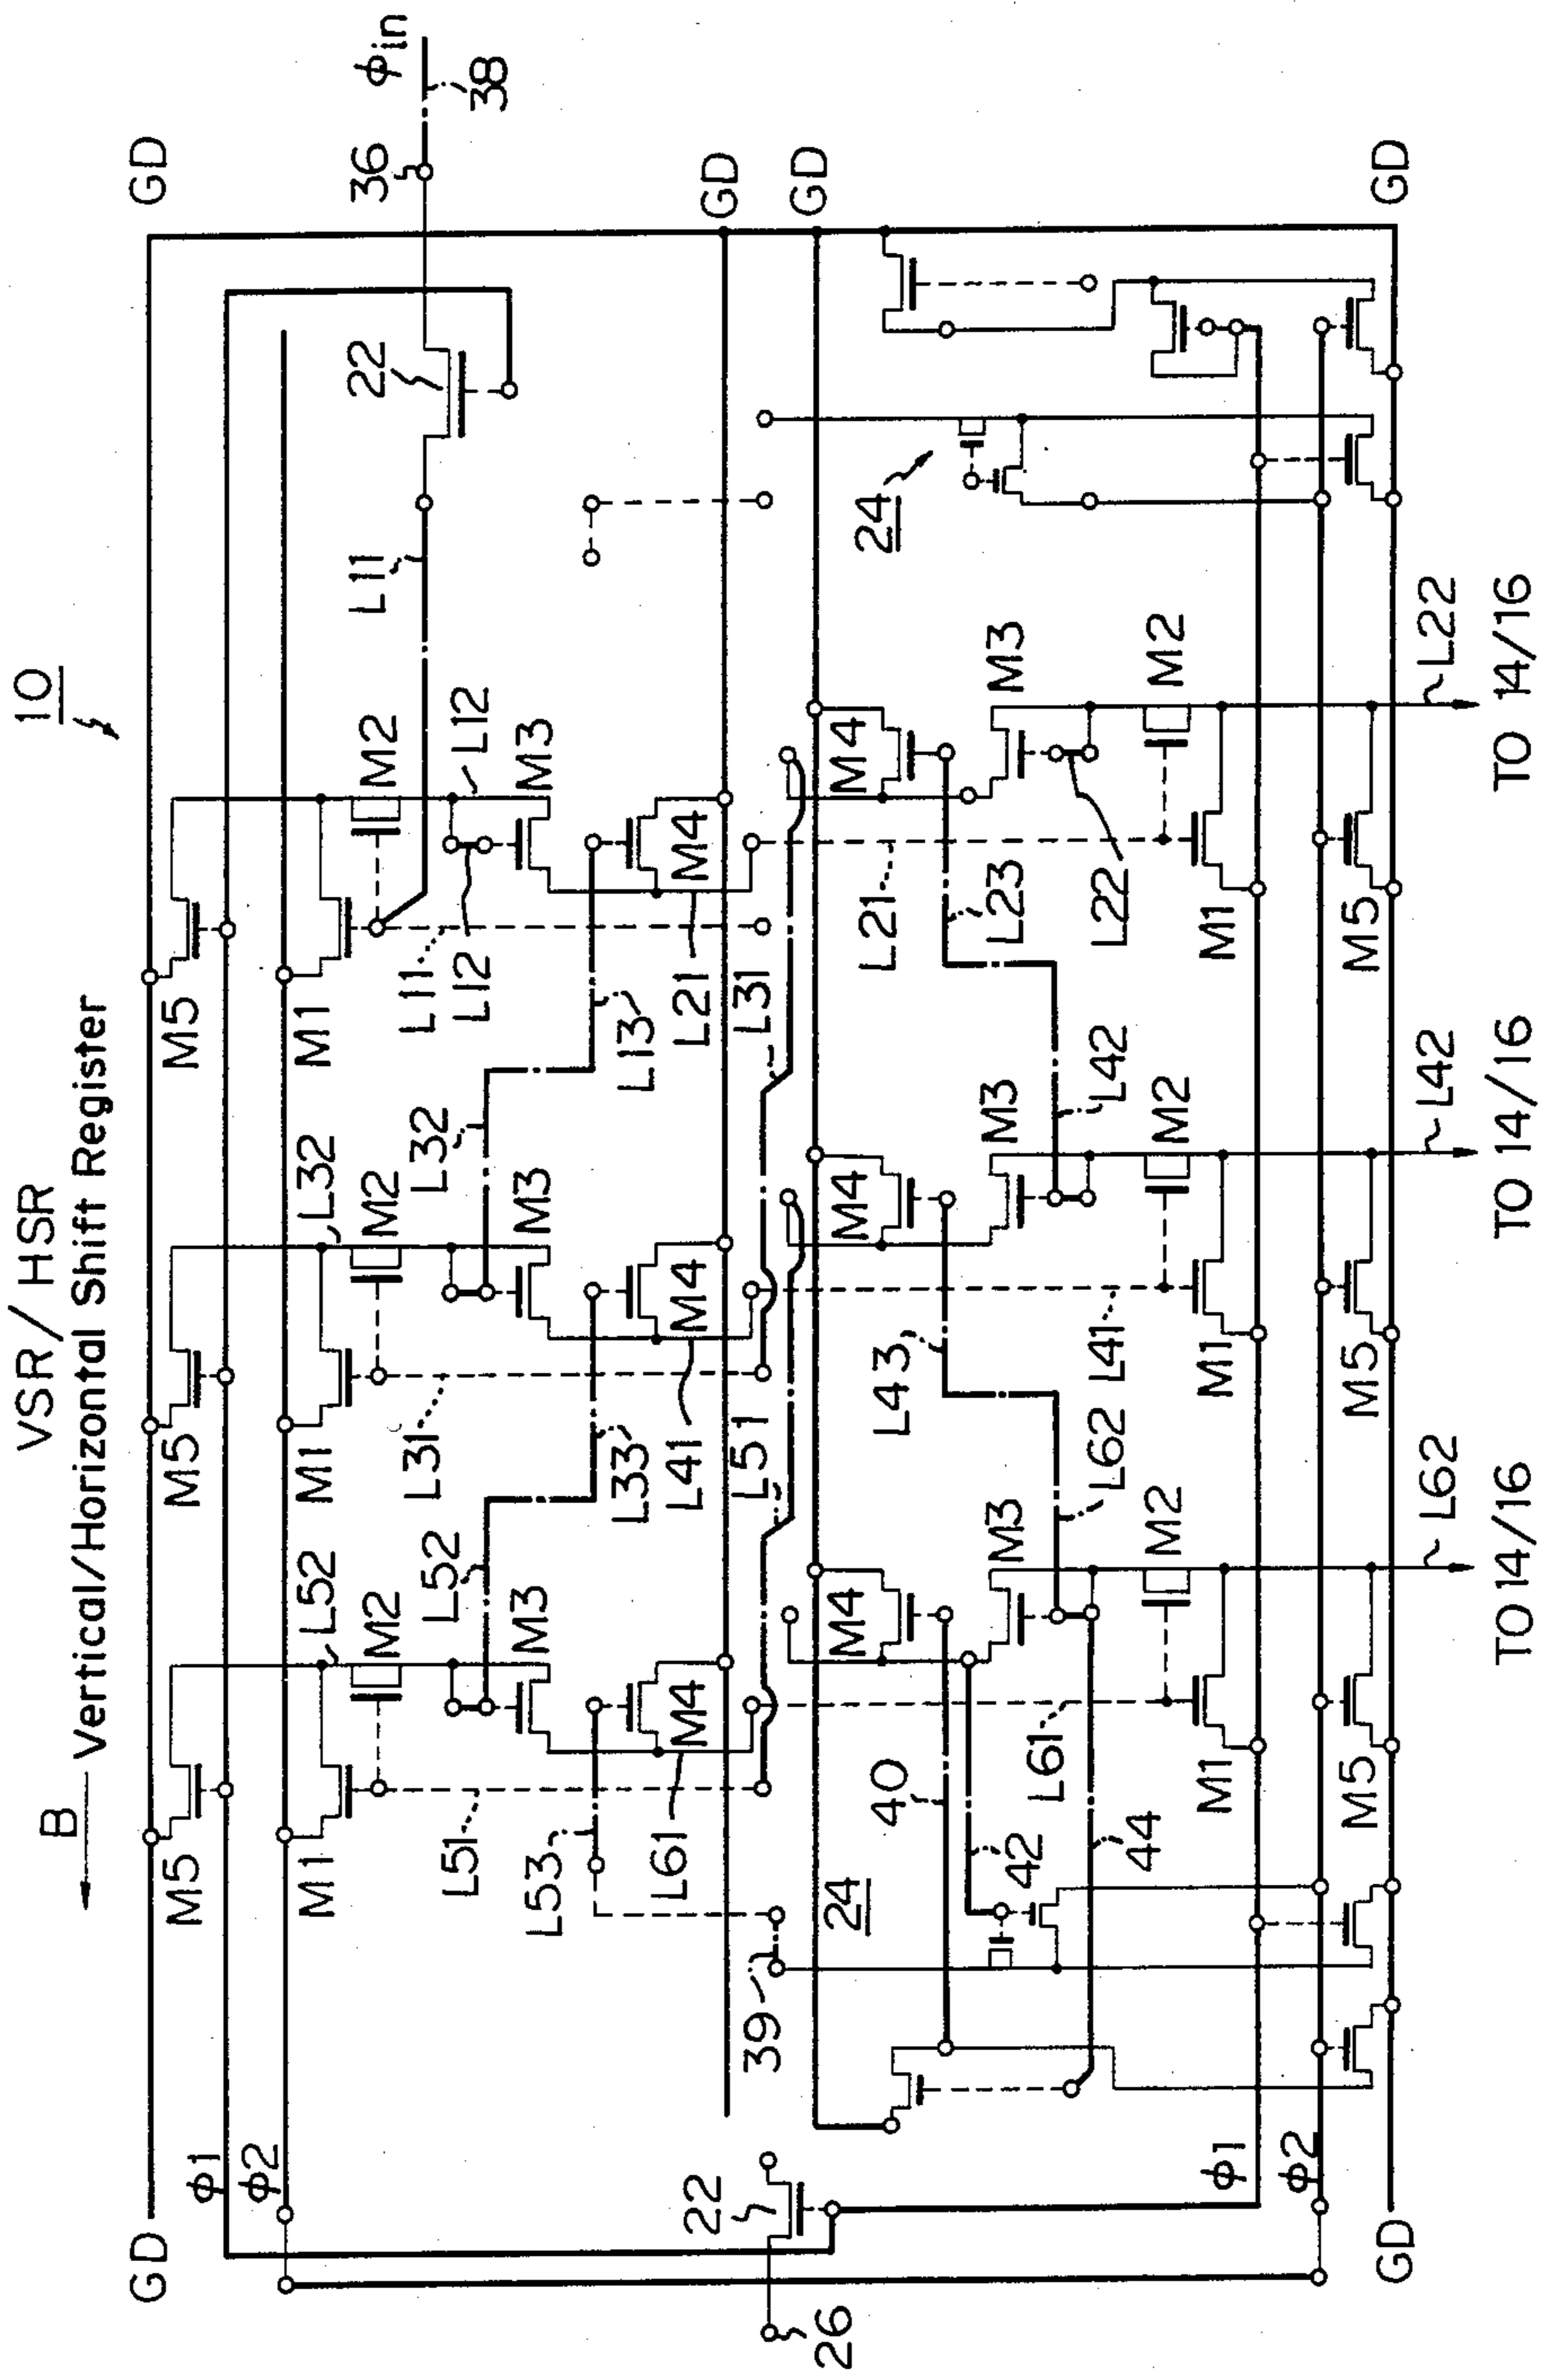 VSR / HSR
10
B
Vertical/Horizontal Shift Register
GD
GD
M5
M5
M5
φ1
φ2
M1
L52
M1
L32
M1
M2
M2
M2
L11
22
36
φin
38
L51
L52
L31
L32
L11
L12
L12
M3
M3
M3
L53
L33
L13
L61
M4
L41
M4
L21
M4
GD
22
39
L51
L31
GD
26
24
M4
M4
M4
24
40
L43
L21
42
M3
M3
L23
M3
L61
L62
L41
L42
L22
44
M2
M2
M2
φ1
M1
M1
M1
φ2
M5
M5
M5
GD
GD
L62
L42
L22
TO 14/16
TO 14/16
TO 14/16